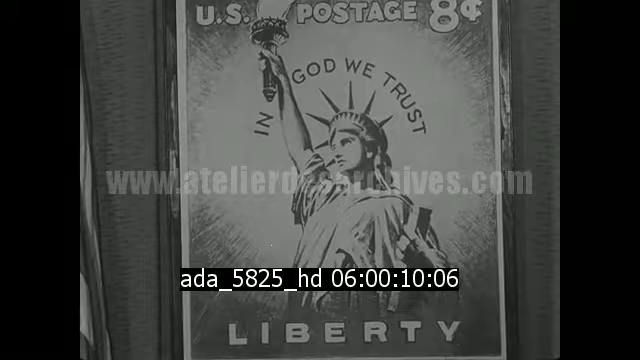 U.S. POSTAGE 8¢
IN GOD WE TRUST
www.atelierdesarchives.com
ada_5825_hd 06:00:10:06
LIBERTY